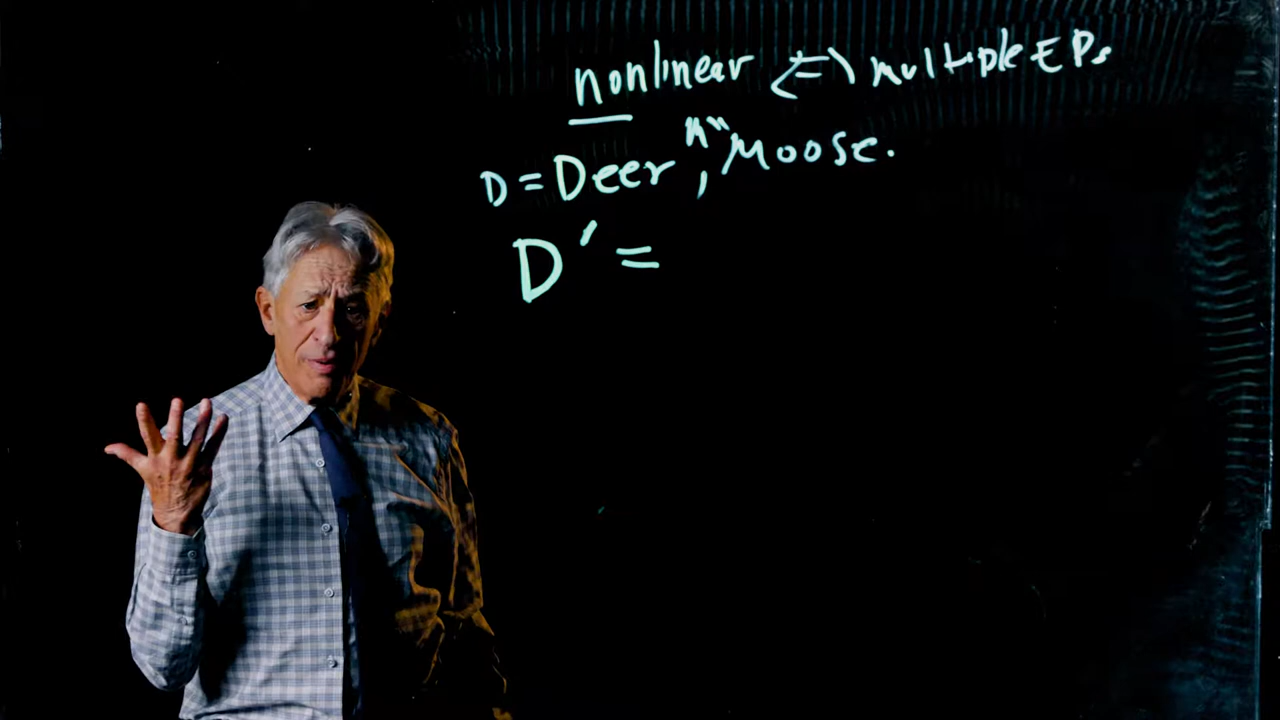 nonlinear ⇔ multiple EPs
D = Deer, M = Moose.
D' =